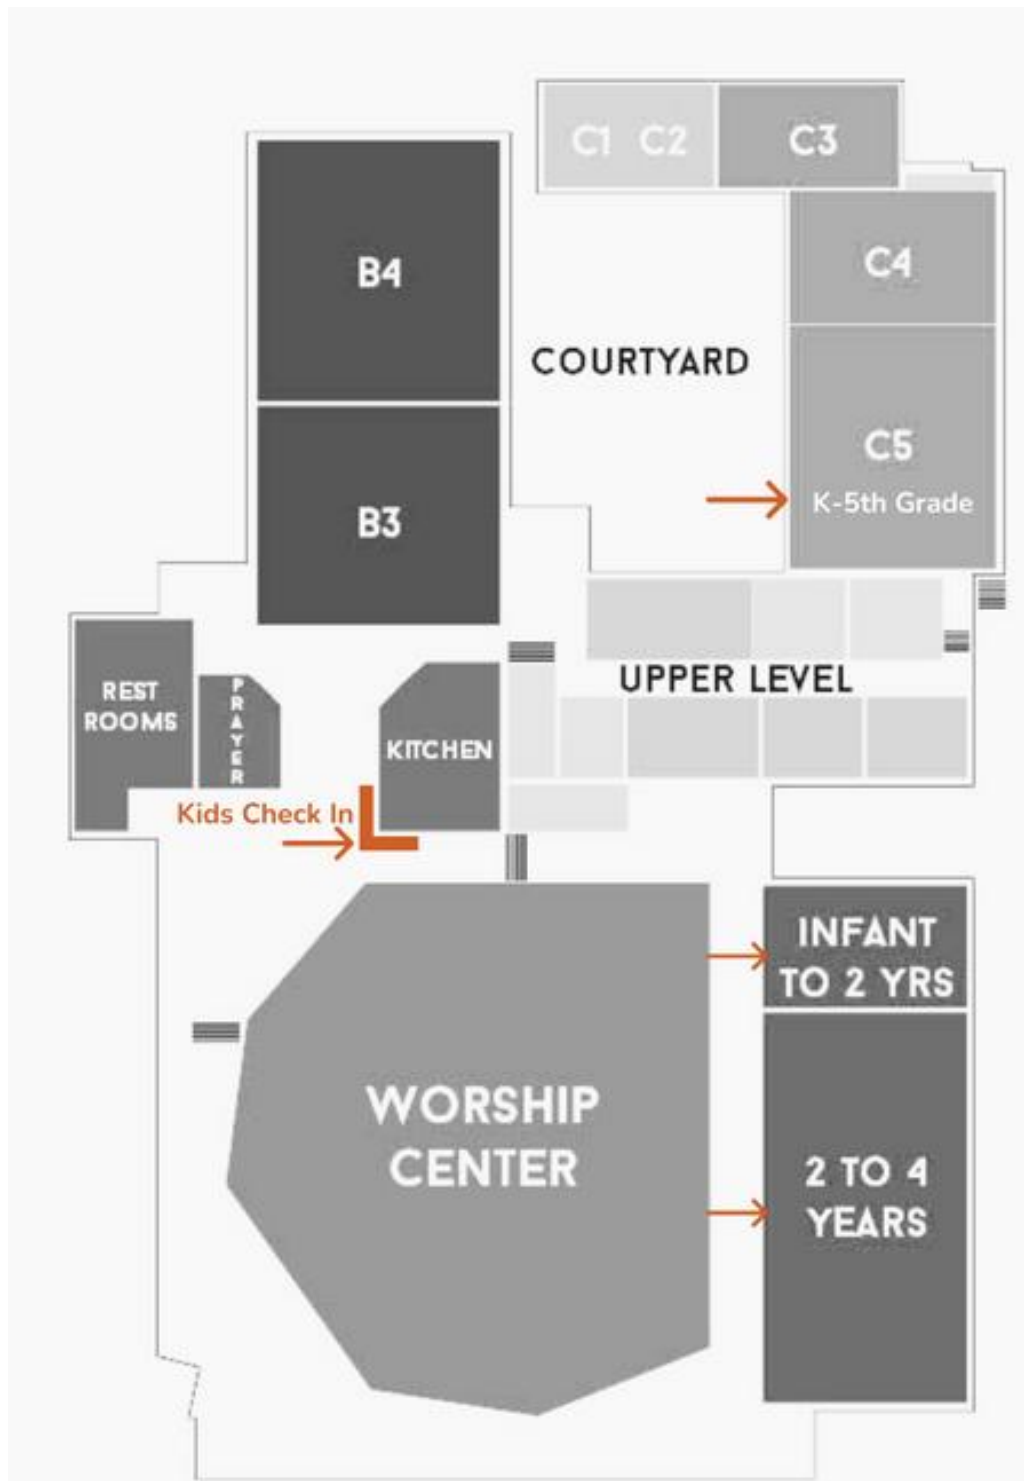 C1 C2
C3
B4
C4
COURTYARD
C5
K-5th Grade
B3
UPPER LEVEL
REST
ROOMS
PRAYER
KITCHEN
Kids Check In
INFANT
TO 2 YRS
WORSHIP
CENTER
2 TO 4
YEARS